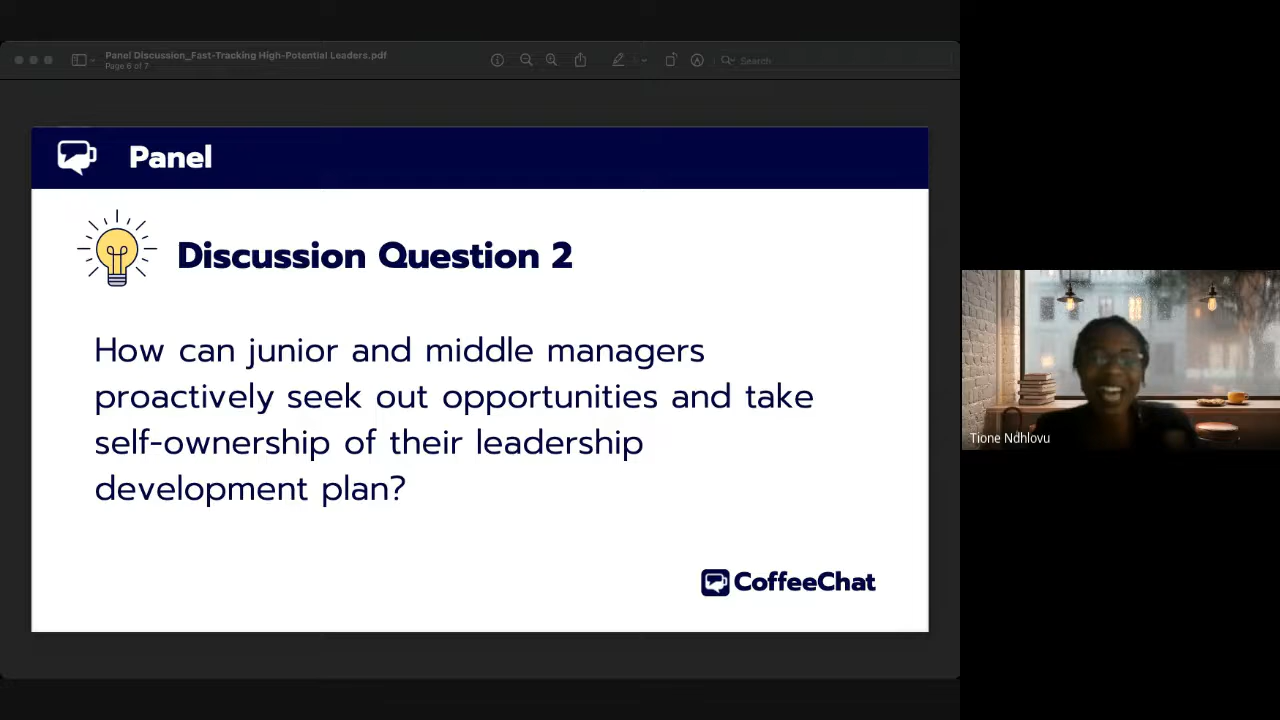 Panel Discussion_Fast-Tracking High-Potential Leaders.pdf
Page 6 of 7
Search
Panel
Discussion Question 2
How can junior and middle managers
proactively seek out opportunities and take
self-ownership of their leadership
development plan?
CoffeeChat
Tione Ndhlovu